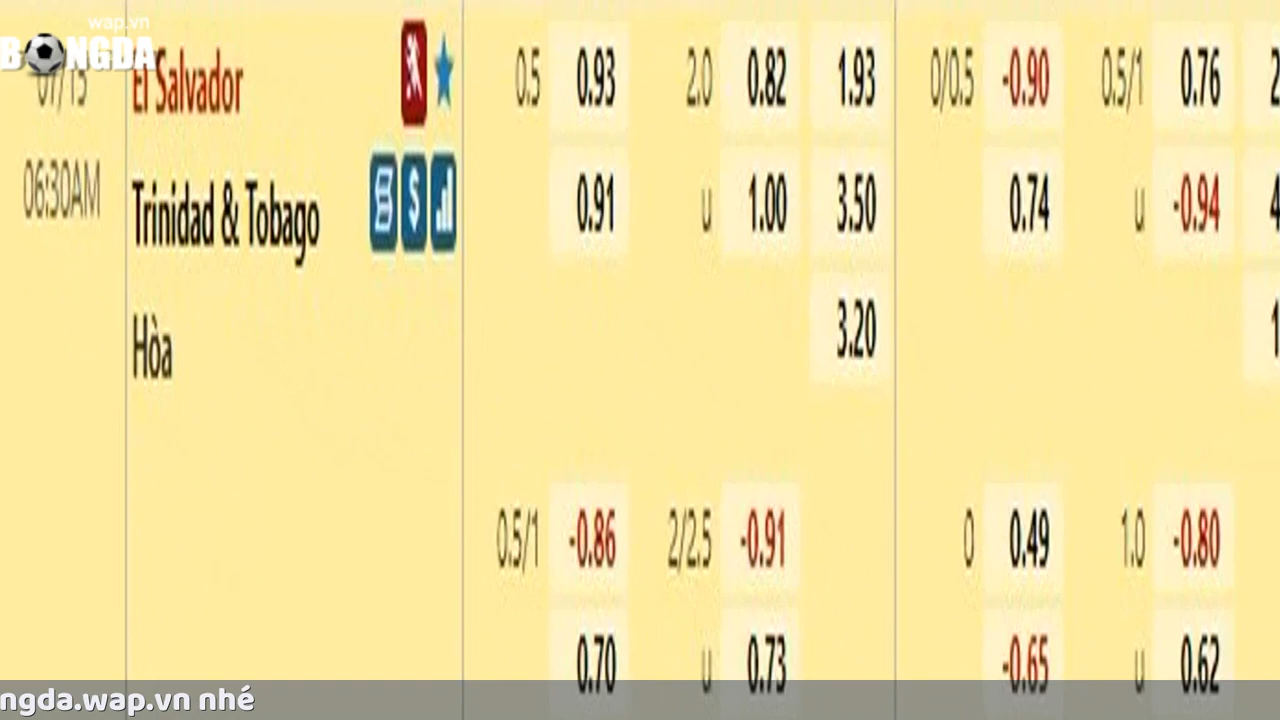 wap.vn
BONGDA
07/15 El Salvador 0.5 0.93 2.0 0.82 1.93 0/0.5 -0.90 0.5/1 0.76
06:30AM Trinidad & Tobago 0.91 u 1.00 3.50 0.74 u -0.94 4
Hòa 3.20
0.5/1 -0.86 2/2.5 -0.91 0 0.49 1.0 -0.80
0.70 u 0.73 -0.65 u 0.62
ngda.wap.vn nhé